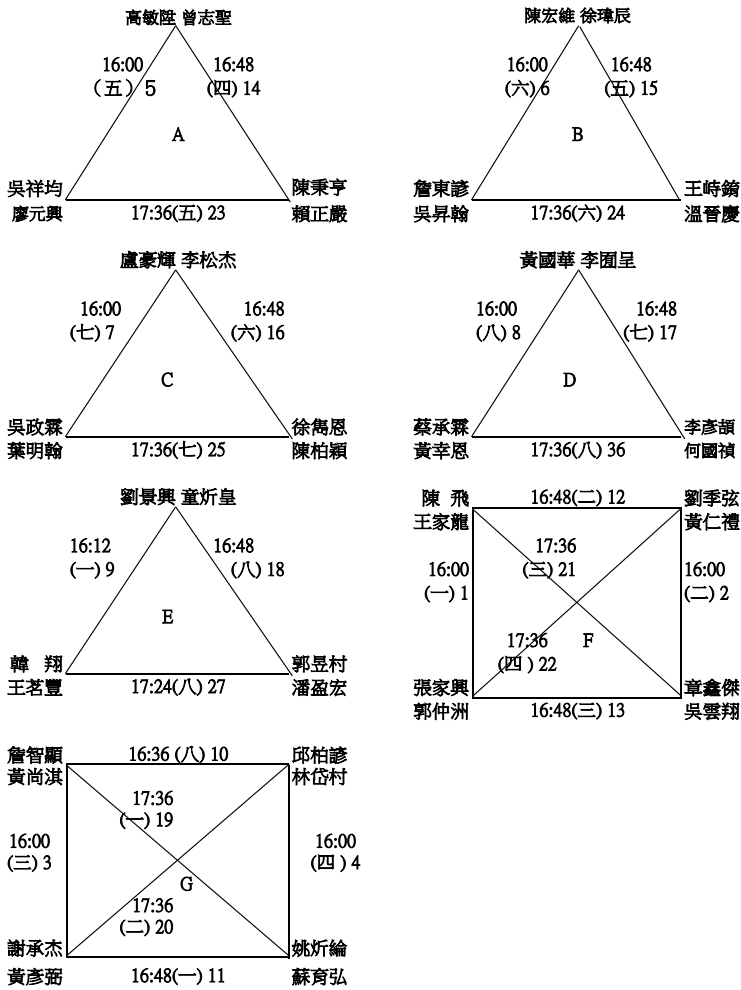 高敏陞 曾志聖
16:00
（五）5
16:48
(四) 14
A
吳祥均
廖元興
17:36(五) 23
陳秉亨
賴正嚴
陳宏維 徐瑋辰
16:00
(六) 6
16:48
(五) 15
B
詹東諺
吳昇翰
17:36(六) 24
王峙錥
溫晉慶
盧豪輝 李松杰
16:00
(七) 7
16:48
(六) 16
C
吳政霖
葉明翰
17:36(七) 25
徐雋恩
陳柏穎
黃國華 李囿呈
16:00
(八) 8
16:48
(七) 17
D
蔡承霖
黃幸恩
17:36(八) 36
李彥頡
何國禎
劉景興 童炘皇
16:12
(一) 9
16:48
(八) 18
E
韓 翔
王茗豐
17:24(八) 27
郭昱村
潘盈宏
陳 飛
王家龍
16:48(二) 12
劉季弦
黃仁禮
17:36
(三) 21
16:00
(一) 1
16:00
(二) 2
17:36
(四 ) 22
F
張家興
郭仲洲
16:48(三) 13
章鑫傑
吳雲翔
詹智顯
黃尚淇
16:36 (八) 10
邱柏諺
林岱村
17:36
(一) 19
16:00
(三) 3
16:00
(四 ) 4
G
17:36
(二) 20
謝承杰
黃彥弼
16:48(一) 11
姚炘綸
蘇育弘